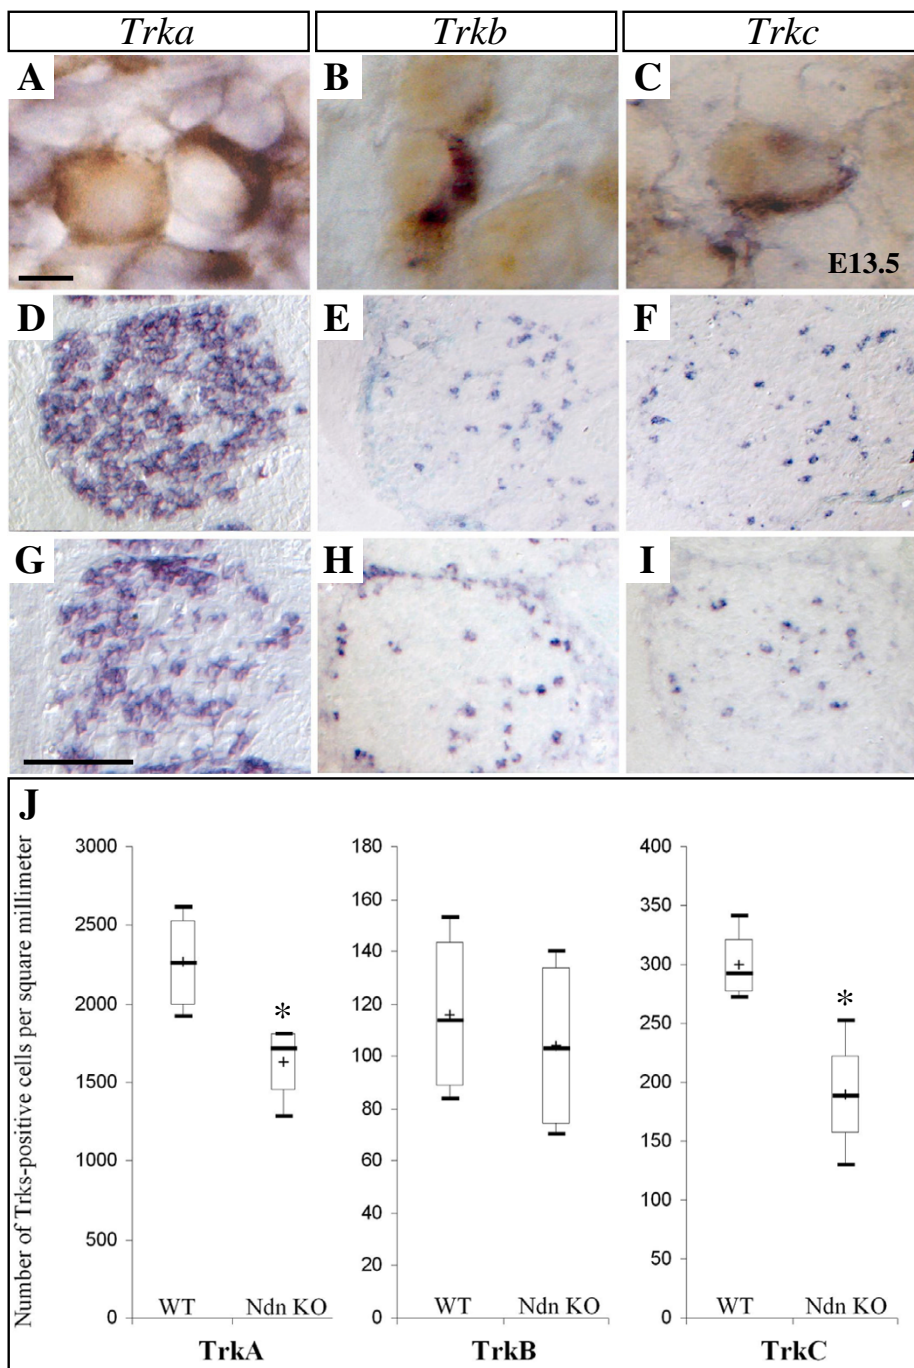 Trka Trkb Trkc
A B C
E13.5
D E F
G H I
J
Number of Trks-positive cells per square millimeter
3000
2500
2000
1500
1000
500
0
*
WT Ndn KO
TrkA
180
160
140
120
100
80
60
40
20
0
WT Ndn KO
TrkB
400
350
300
250
200
150
100
50
0
*
WT Ndn KO
TrkC